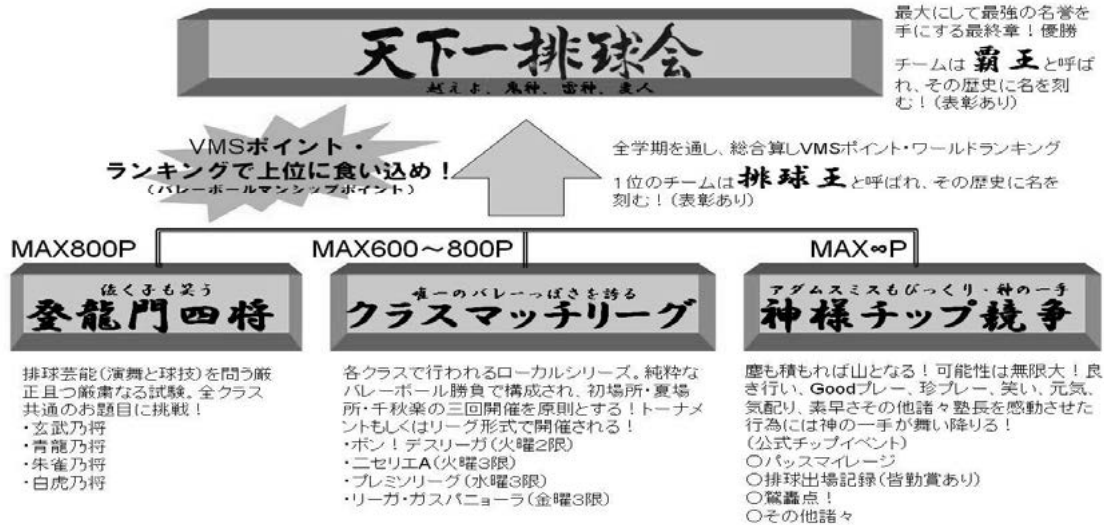 天下一排球会
越えよ、鬼神、雷神、麦人
最大にして最強の名誉を
手にする最終章！優勝
チームは覇王と呼ば
れ、その歴史に名を刻
む！(表彰あり)
VMSポイント・
ランキングで上位に食い込め！
(バレーボールマンシップポイント)
全学期を通し、総合算しVMSポイント・ワールドランキング
1位のチームは排球王と呼ばれ、その歴史に名を
刻む！(表彰あり)
MAX800P
泣く子も笑う
登龍門四将
排球芸能(演舞と球技)を問う厳
正且つ厳粛なる試験。全クラス
共通のお題目に挑戦！
・玄武乃将
・青龍乃将
・朱雀乃将
・白虎乃将
MAX600～800P
唯一のバレーっぽさを誇る
クラスマッチリーグ
各クラスで行われるローカルシリーズ。純粋な
バレーボール勝負で構成され、初場所・夏場
所・千秋楽の三回開催を原則とする！トーナメ
ントもしくはリーグ形式で開催される！
・ボン！デスリーガ(火曜2限)
・ニセリエA(火曜3限)
・プレミソリーグ(水曜3限)
・リーガ・ガスパニョーラ(金曜3限)
MAX∞P
アダムスミスもびっくり・神の一手
神様チップ競争
塵も積もれば山となる！可能性は無限大！良
き行い、Goodプレー、珍プレー、笑い、元気、
気配り、素早さその他諸々塾長を感動させた
行為には神の一手が舞い降りる！
(公式チップイベント)
○パッスマイレージ
○排球出場記録(皆勤賞あり)
○驚轟点！
○その他諸々